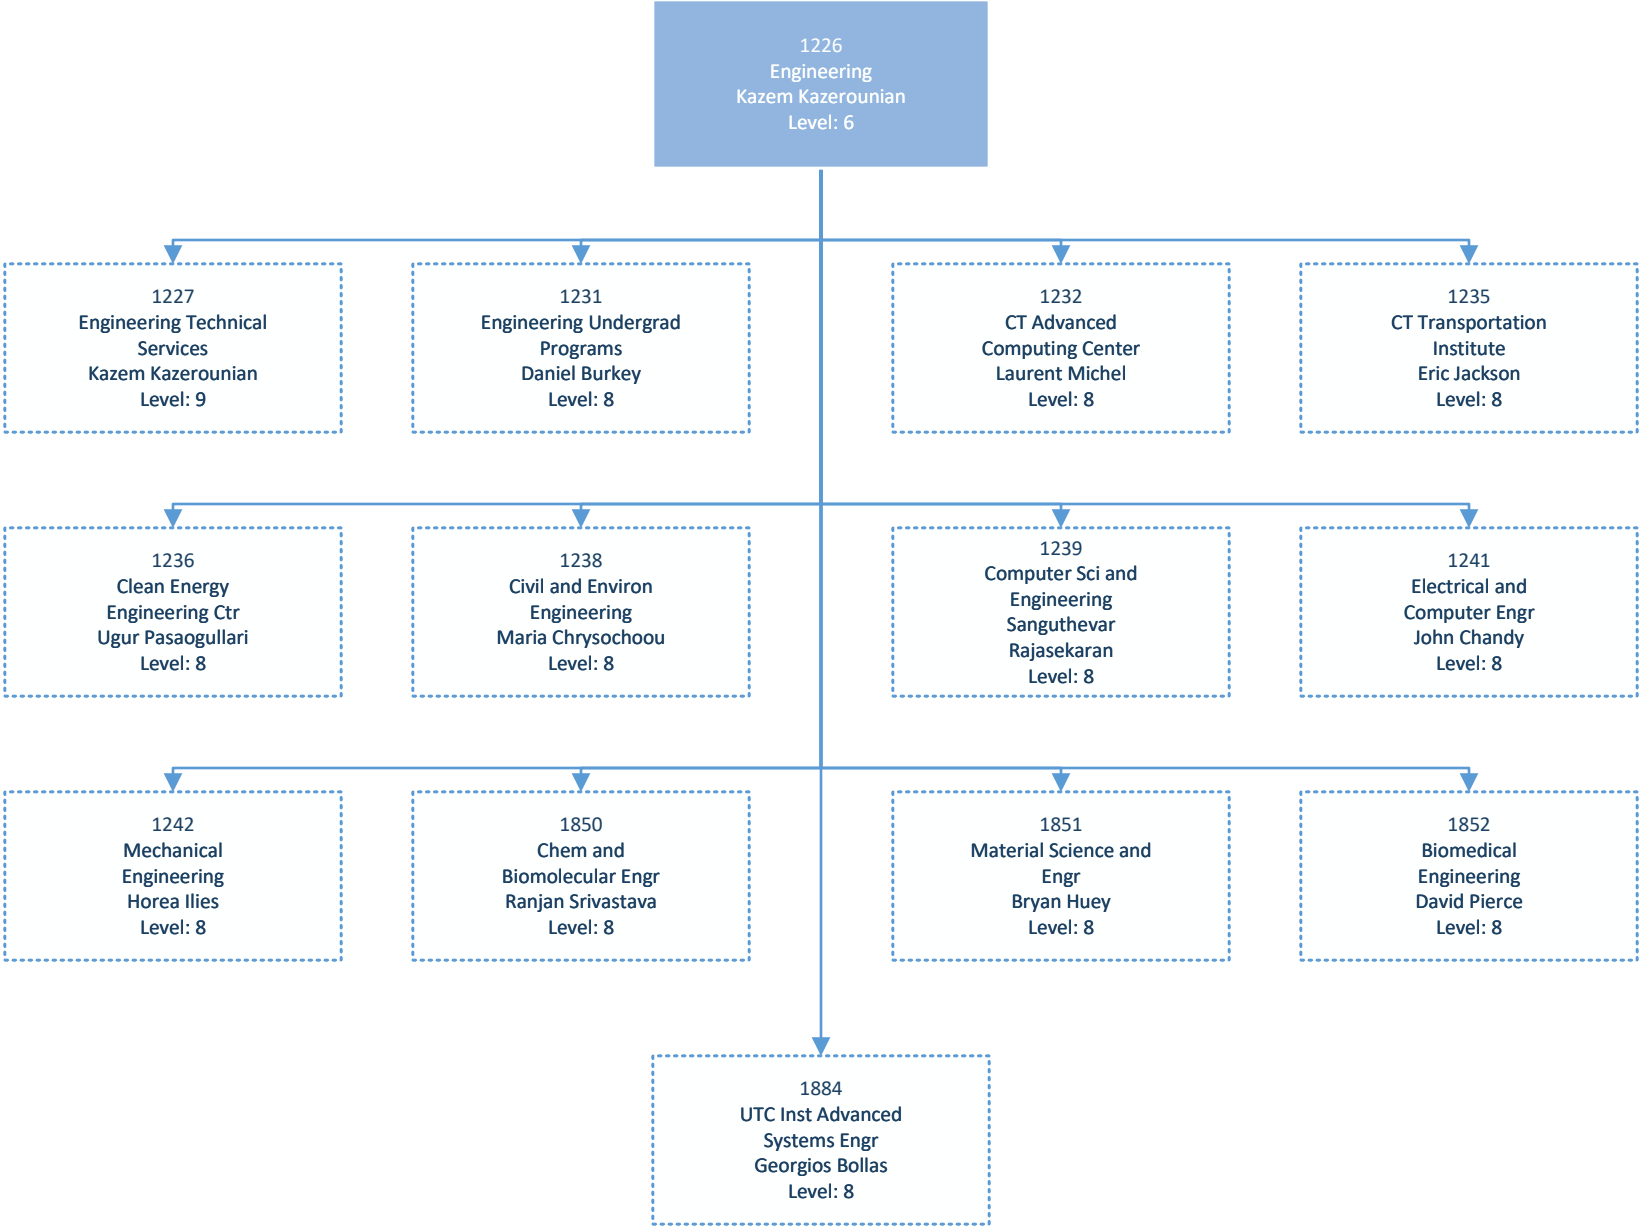 1226
Engineering
Kazem Kazerounian
Level: 6
1227
Engineering Technical
Services
Kazem Kazerounian
Level: 9
1231
Engineering Undergrad
Programs
Daniel Burkey
Level: 8
1232
CT Advanced
Computing Center
Laurent Michel
Level: 8
1235
CT Transportation
Institute
Eric Jackson
Level: 8
1236
Clean Energy
Engineering Ctr
Ugur Pasaogullari
Level: 8
1238
Civil and Environ
Engineering
Maria Chrysochoou
Level: 8
1239
Computer Sci and
Engineering
Sanguthevar
Rajasekaran
Level: 8
1241
Electrical and
Computer Engr
John Chandy
Level: 8
1242
Mechanical
Engineering
Horea Ilies
Level: 8
1850
Chem and
Biomolecular Engr
Ranjan Srivastava
Level: 8
1851
Material Science and
Engr
Bryan Huey
Level: 8
1852
Biomedical
Engineering
David Pierce
Level: 8
1884
UTC Inst Advanced
Systems Engr
Georgios Bollas
Level: 8